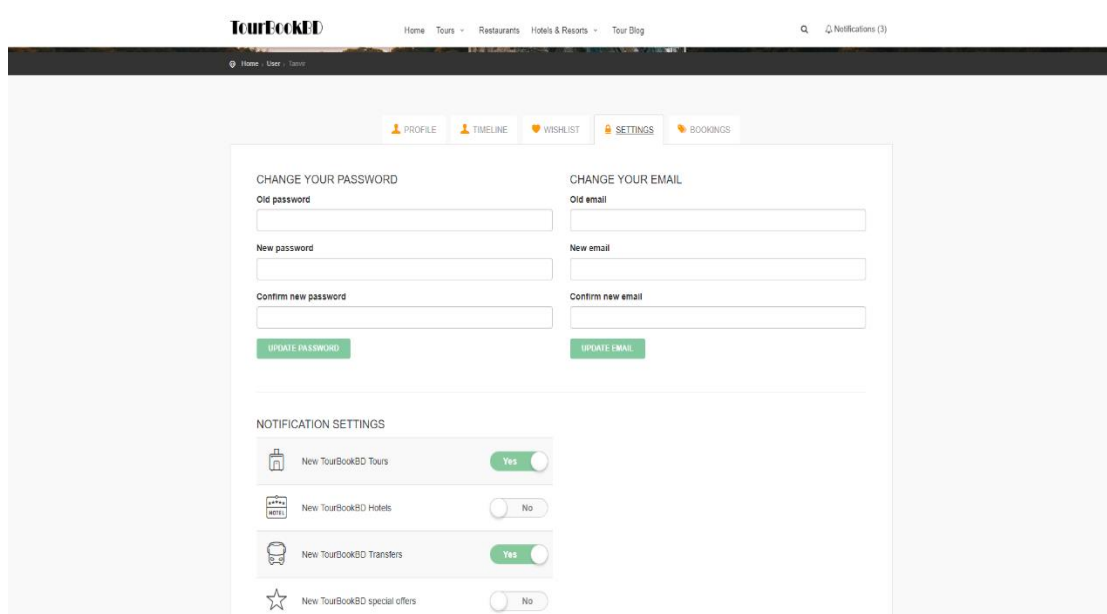 TourBookBD Home Tours Restaurants Hotels & Resorts Tour Blog Notifications (3)
Home User Tanvir
PROFILE TIMELINE WISHLIST SETTINGS BOOKINGS
CHANGE YOUR PASSWORD
Old password
New password
Confirm new password
UPDATE PASSWORD
CHANGE YOUR EMAIL
Old email
New email
Confirm new email
UPDATE EMAIL
NOTIFICATION SETTINGS
New TourBookBD Tours Yes
HOTEL New TourBookBD Hotels No
New TourBookBD Transfers Yes
New TourBookBD special offers No